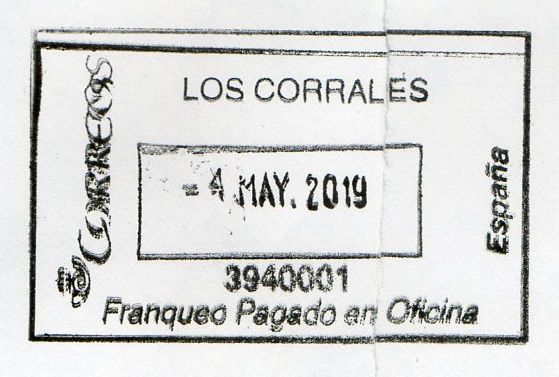 LOS CORRALES
CORREOS
- 4 MAY. 2019
España
3940001
Franqueo Pagado en Oficina